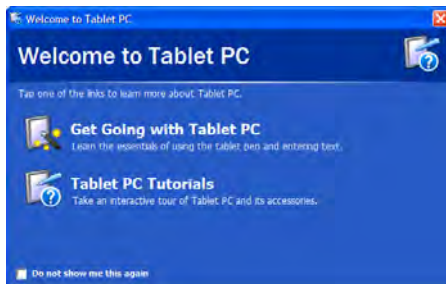 Welcome to Tablet PC
Welcome to Tablet PC
Tap one of the links to learn more about Tablet PC.
Get Going with Tablet PC
Learn the essentials of using the tablet pen and entering text.
Tablet PC Tutorials
Take an interactive tour of Tablet PC and its accessories.
Do not show me this again